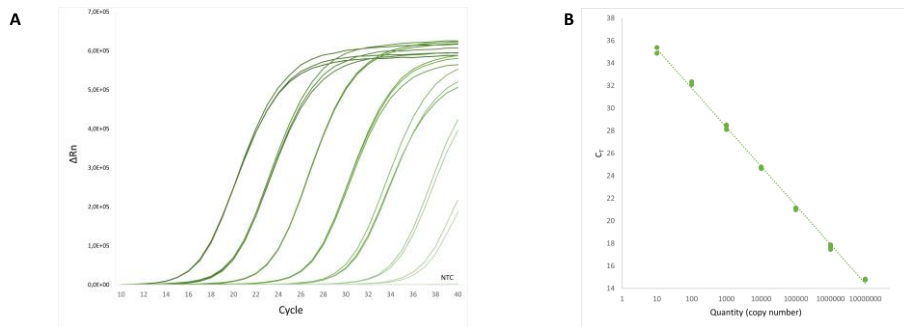 A
7,0E+05
6,0E+05
5,0E+05
4,0E+05
3,0E+05
2,0E+05
1,0E+05
0,0E+00
ΔRn
NTC
10 12 14 16 18 20 22 24 26 28 30 32 34 36 38 40
Cycle
B
38
36
34
32
30
28
26
24
22
20
18
16
14
CT
1 10 100 1000 10000 100000 1000000 10000000
Quantity (copy number)